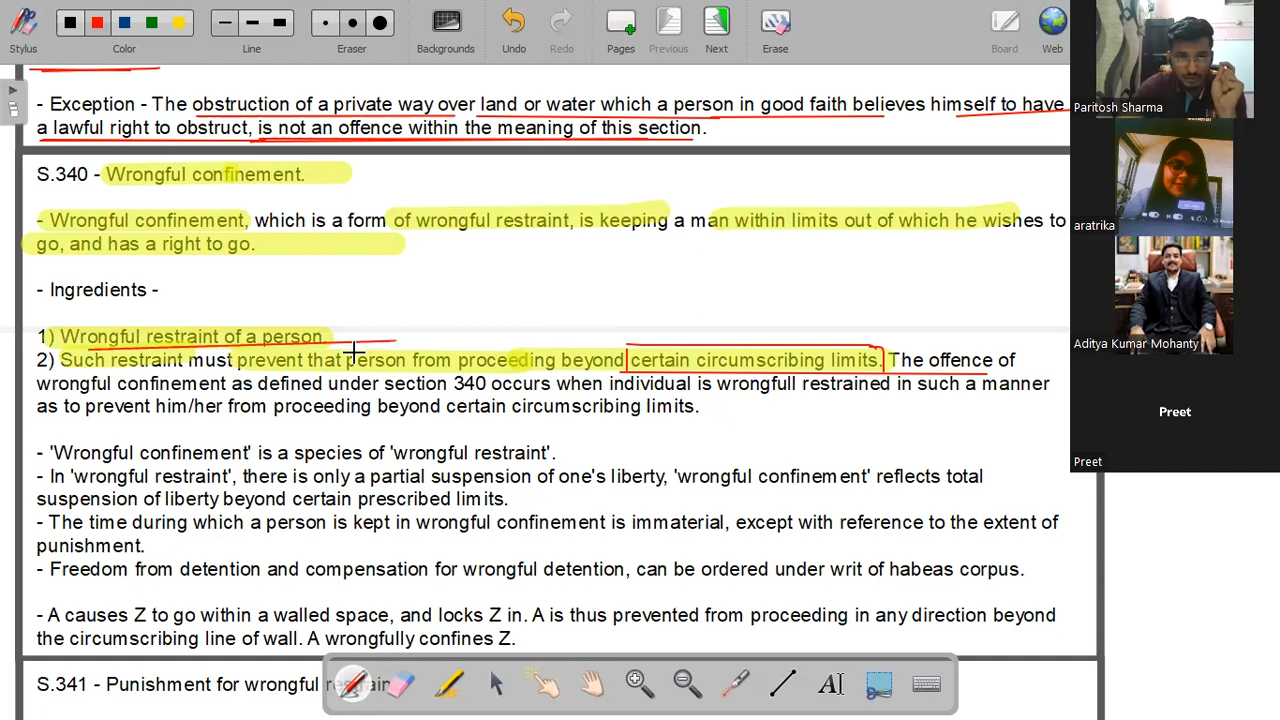 Stylus Color Line Eraser Backgrounds Undo Redo Pages Previous Next Erase Board Web
- Exception - The obstruction of a private way over land or water which a person in good faith believes himself to have
a lawful right to obstruct, is not an offence within the meaning of this section.
S.340 - Wrongful confinement.
- Wrongful confinement, which is a form of wrongful restraint, is keeping a man within limits out of which he wishes to
go, and has a right to go.
- Ingredients -
1) Wrongful restraint of a person.
2) Such restraint must prevent that person from proceeding beyond certain circumscribing limits. The offence of
wrongful confinement as defined under section 340 occurs when individual is wrongfull restrained in such a manner
as to prevent him/her from proceeding beyond certain circumscribing limits.
- 'Wrongful confinement' is a species of 'wrongful restraint'.
- In 'wrongful restraint', there is only a partial suspension of one's liberty, 'wrongful confinement' reflects total
suspension of liberty beyond certain prescribed limits.
- The time during which a person is kept in wrongful confinement is immaterial, except with reference to the extent of
punishment.
- Freedom from detention and compensation for wrongful detention, can be ordered under writ of habeas corpus.
- A causes Z to go within a walled space, and locks Z in. A is thus prevented from proceeding in any direction beyond
the circumscribing line of wall. A wrongfully confines Z.
S.341 - Punishment for wrongful restrain
Paritosh Sharma
aratrika
Aditya Kumar Mohanty
Preet
Preet